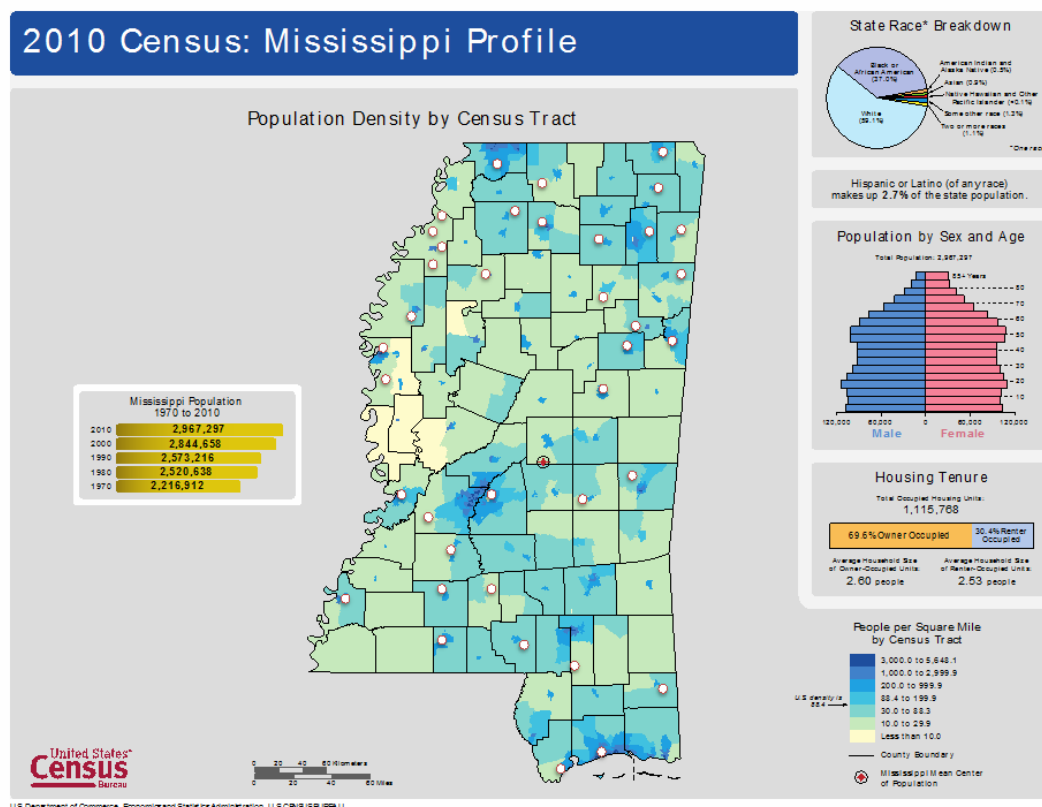 2010 Census: Mississippi Profile
Population Density by Census Tract
Mississippi Population
1970 to 2010
2010 2,967,297
2000 2,844,658
1990 2,573,216
1980 2,520,638
1970 2,216,912
United States®
Census
Bureau
0 20 40 60 Kilometers
0 20 40 60 Miles
State Race* Breakdown
Black or
African American
(37.0%)
American Indian and
Alaska Native (0.5%)
Asian (0.9%)
Native Hawaiian and Other
Pacific Islander (<0.1%)
Some other race (1.3%)
Two or more races
(1.1%)
White
(59.1%)
*One race
Hispanic or Latino (of any race)
makes up 2.7% of the state population.
Population by Sex and Age
Total Population: 2,967,297
85+ Years
80
70
60
50
40
30
20
10
120,000 60,000 0 60,000 120,000
Male Female
Housing Tenure
Total Occupied Housing Units:
1,115,768
69.6% Owner Occupied
30.4% Renter
Occupied
Average Household Size
of Owner-Occupied Units:
2.60 people
Average Household Size
of Renter-Occupied Units:
2.53 people
People per Square Mile
by Census Tract
3,000.0 to 5,648.1
1,000.0 to 2,999.9
200.0 to 999.9
88.4 to 199.9
30.0 to 88.3
10.0 to 29.9
Less than 10.0
U.S. density is
88.4
County Boundary
Mississippi Mean Center
of Population
U.S. Department of Commerce Economics and Statistics Administration U.S. CENSUS BUREAU